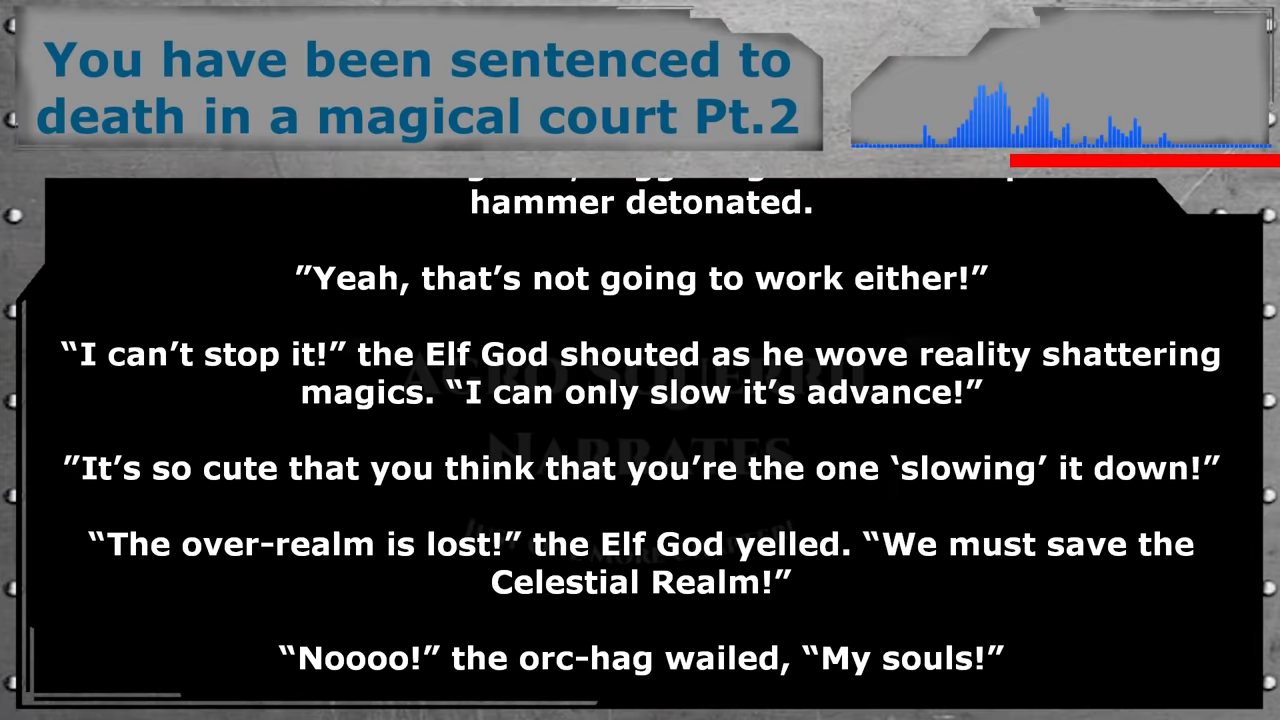 You have been sentenced to
death in a magical court Pt.2
hammer detonated.
”Yeah, that’s not going to work either!”
“I can’t stop it!” the Elf God shouted as he wove reality shattering
magics. “I can only slow it’s advance!”
”It’s so cute that you think that you’re the one ‘slowing’ it down!”
NARRATES
“The over-realm is lost!” the Elf God yelled. “We must save the
Celestial Realm!”
“Noooo!” the orc-hag wailed, “My souls!”